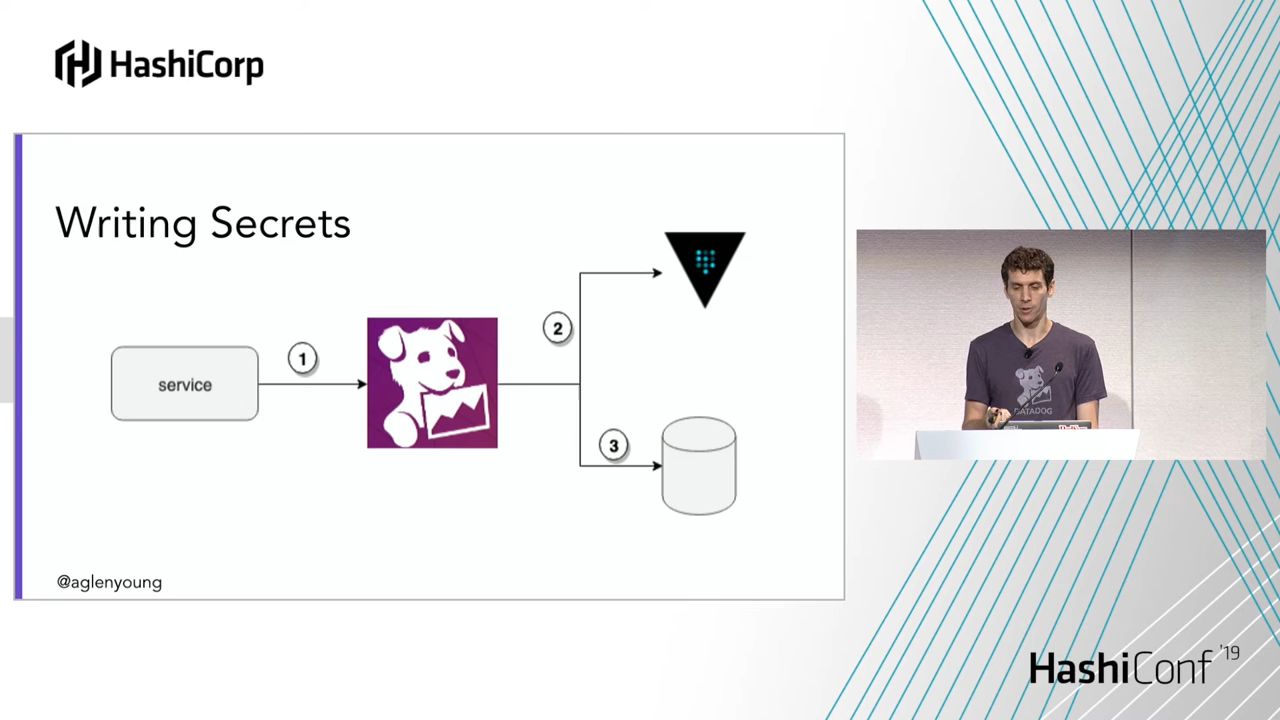 HashiCorp
Writing Secrets
service
1
2
3
@aglenyoung
DATADOG
HashiConf '19